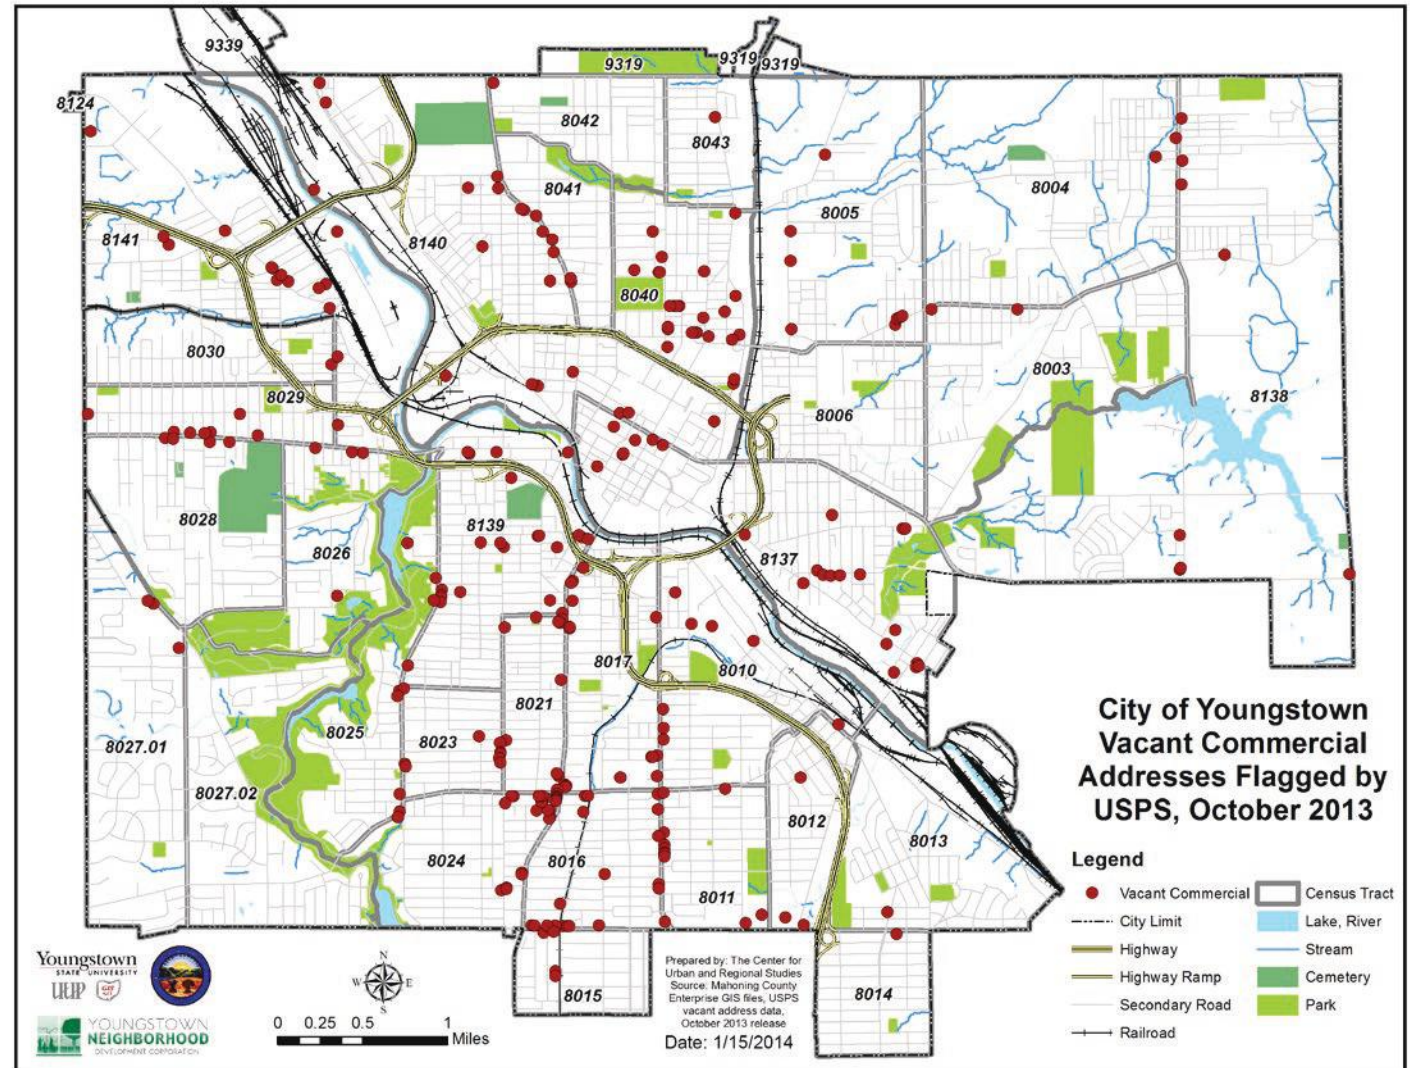 9339
9319
9319
9319
8124
8042
8043
8041
8004
8005
8141
8140
8040
8030
8003
8029
8006
8138
8028
8139
8026
8137
8017
8010
8021
8025
8023
8027.01
8027.02
8012
8013
8024
8016
8011
8015
8014
City of Youngstown
Vacant Commercial
Addresses Flagged by
USPS, October 2013
Legend
Vacant Commercial
City Limit
Highway
Highway Ramp
Secondary Road
Railroad
Census Tract
Lake, River
Stream
Cemetery
Park
Youngstown
STATE UNIVERSITY
YOUNGSTOWN
NEIGHBORHOOD
DEVELOPMENT CORPORATION
N
W E
S
0 0.25 0.5 1
Miles
Prepared by: The Center for
Urban and Regional Studies
Source: Mahoning County
Enterprise GIS files, USPS
vacant address data,
October 2013 release
Date: 1/15/2014